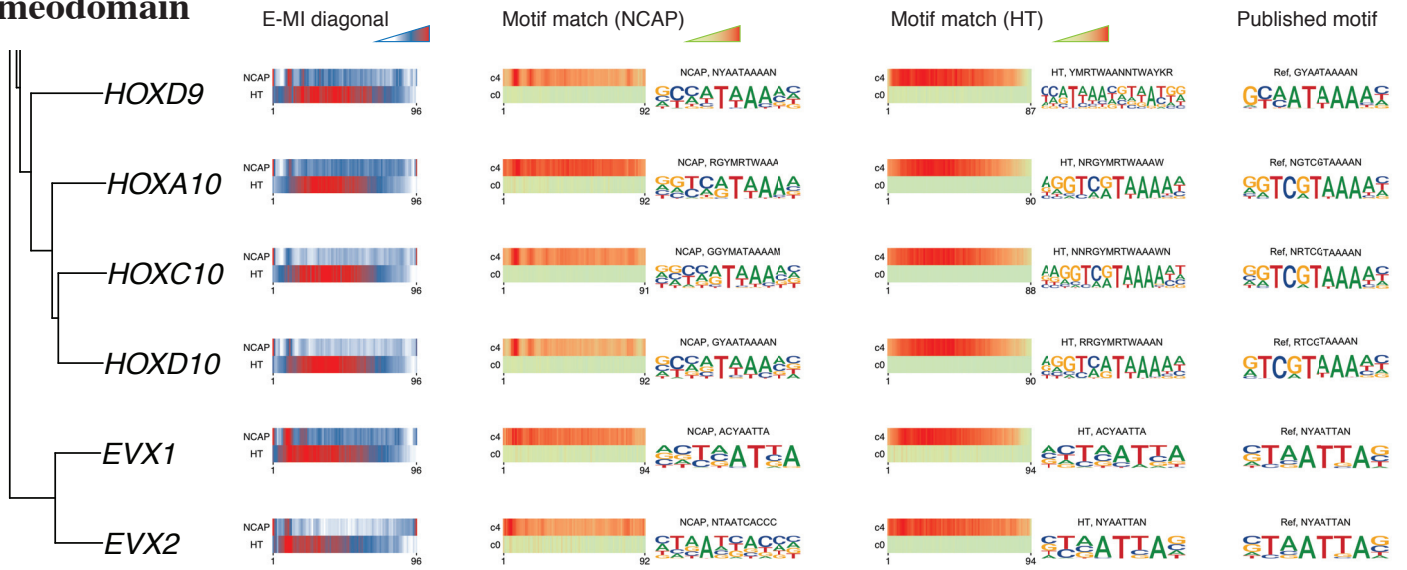 meodomain
E-MI diagonal
Motif match (NCAP)
Motif match (HT)
Published motif
HOXD9
NCAP
HT
1
96
c4
c0
1
92
NCAP, NYAATAAAAN
c4
c0
1
87
HT, YMRTWAANNTWAYKR
Ref, GYAATAAAAN
HOXA10
NCAP
HT
1
96
c4
c0
1
92
NCAP, RGYMRTWAAA
c4
c0
1
90
HT, NRGYMRTWAAAW
Ref, NGTCGTAAAAN
HOXC10
NCAP
HT
1
96
c4
c0
1
91
NCAP, GGYMATAAAAM
c4
c0
1
88
HT, NNRGYMRTWAAAWN
Ref, NRTCGTAAAAN
HOXD10
NCAP
HT
1
96
c4
c0
1
92
NCAP, GYAATAAAAN
c4
c0
1
90
HT, RRGYMRTWAAAN
Ref, RTCGTAAAAN
EVX1
NCAP
HT
1
96
c4
c0
1
94
NCAP, ACYAATTA
c4
c0
1
94
HT, ACYAATTA
Ref, NYAATTAN
EVX2
NCAP
HT
1
96
c4
c0
1
92
NCAP, NTAATCACCC
c4
c0
1
94
HT, NYAATTAN
Ref, NYAATTAN